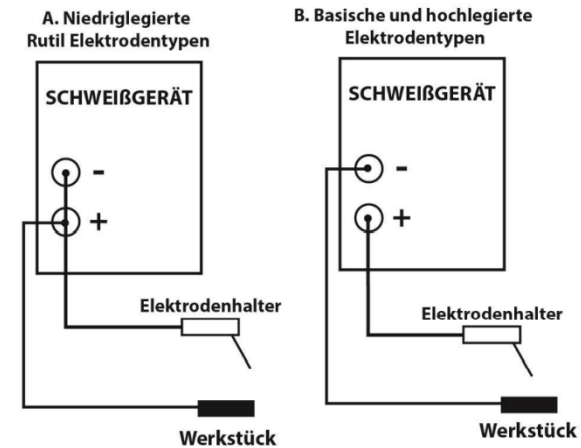 A. Niedriglegierte
Rutil Elektrodentypen
SCHWEIßGERÄT
-
+
Elektrodenhalter
Werkstück
B. Basische und hochlegierte
Elektrodentypen
SCHWEIßGERÄT
-
+
Elektrodenhalter
Werkstück